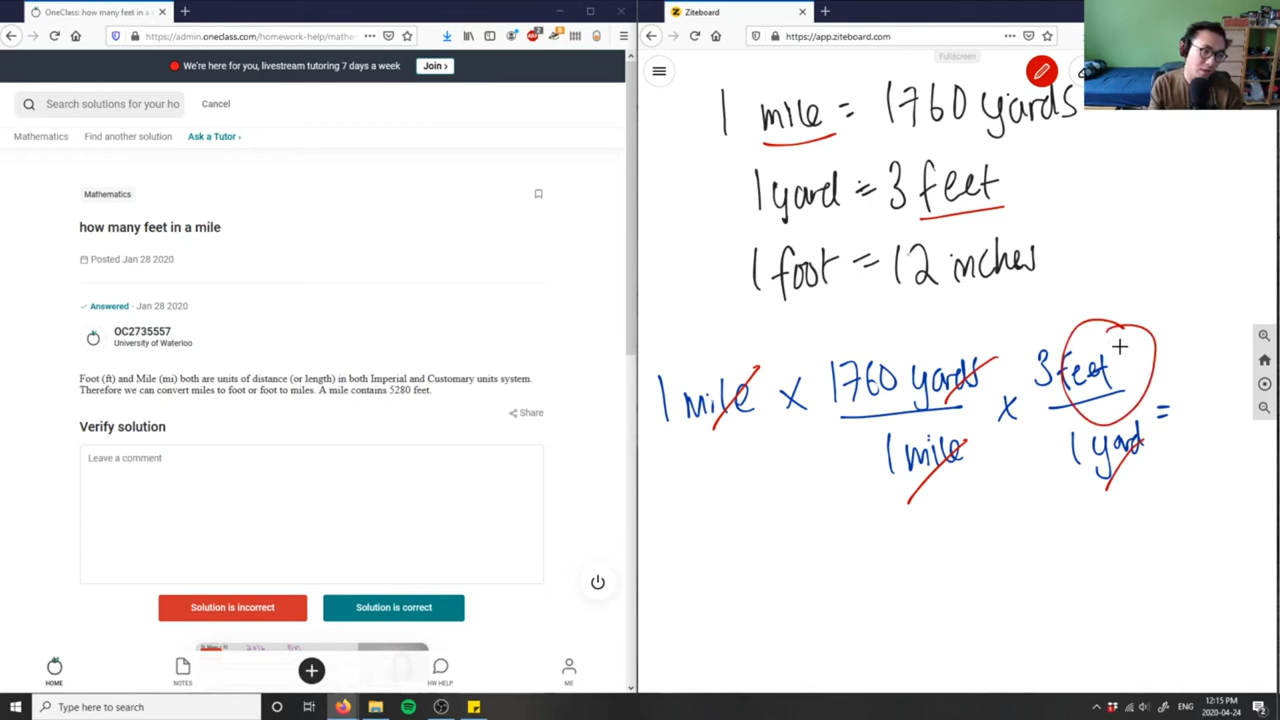 OneClass: how many feet in a
Ziteboard
https://admin.oneclass.com/homework-help/mathe
https://app.ziteboard.com
We're here for you, livestream tutoring 7 days a week
Join ›
Search solutions for your ho
Cancel
Mathematics
Find another solution
Ask a Tutor ›
Mathematics
how many feet in a mile
Posted Jan 28 2020
Answered · Jan 28 2020
OC2735557
University of Waterloo
Foot (ft) and Mile (mi) both are units of distance (or length) in both Imperial and Customary units system.
Therefore we can convert miles to foot or foot to miles. A mile contains 5280 feet.
Share
Verify solution
Leave a comment
Solution is incorrect
Solution is correct
HOME
NOTES
HW HELP
ME
Fullscreen
1 mile = 1760 yards
1 yard = 3 feet
1 foot = 12 inches
1 mile x 1760 yards x 3 feet =
1 mile 1 yard
Type here to search
ENG
12:15 PM
2020-04-24